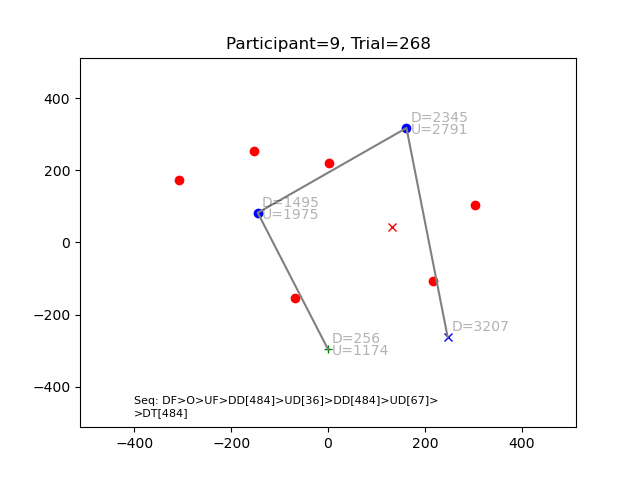 Participant=9, Trial=268
400
200
0
−200
−400
−400
−200
0
200
400
D=2345
U=2791
D=1495
U=1975
D=256
U=1174
D=3207
Seq: DF>O>UF>DD[484]>UD[36]>DD[484]>UD[67]>
>DT[484]